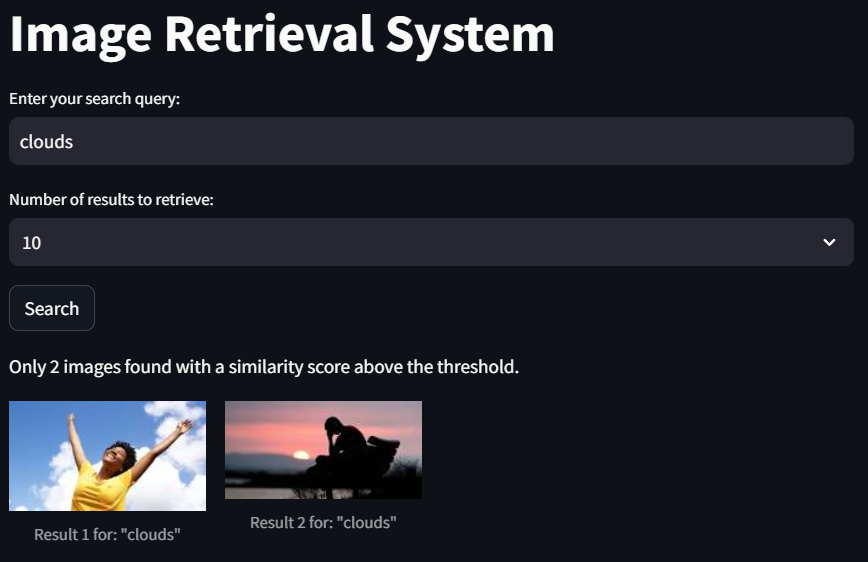 Image Retrieval System
Enter your search query:
clouds
Number of results to retrieve:
10
Search
Only 2 images found with a similarity score above the threshold.
Result 1 for: "clouds"
Result 2 for: "clouds"